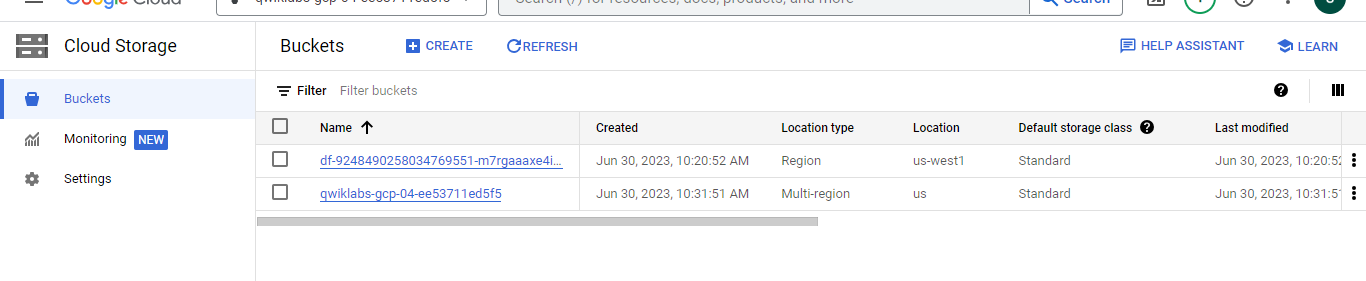 Google Cloud
Search (/) for resources, docs, products, and more
Search
Cloud Storage
Buckets
CREATE
REFRESH
HELP ASSISTANT
LEARN
Buckets
Monitoring NEW
Settings
Filter Filter buckets
Name Created Location type Location Default storage class Last modified
df-9248490258034769551-m7rgaaaxe4i... Jun 30, 2023, 10:20:52 AM Region us-west1 Standard Jun 30, 2023, 10:20:52
qwiklabs-gcp-04-ee53711ed5f5 Jun 30, 2023, 10:31:51 AM Multi-region us Standard Jun 30, 2023, 10:31:51